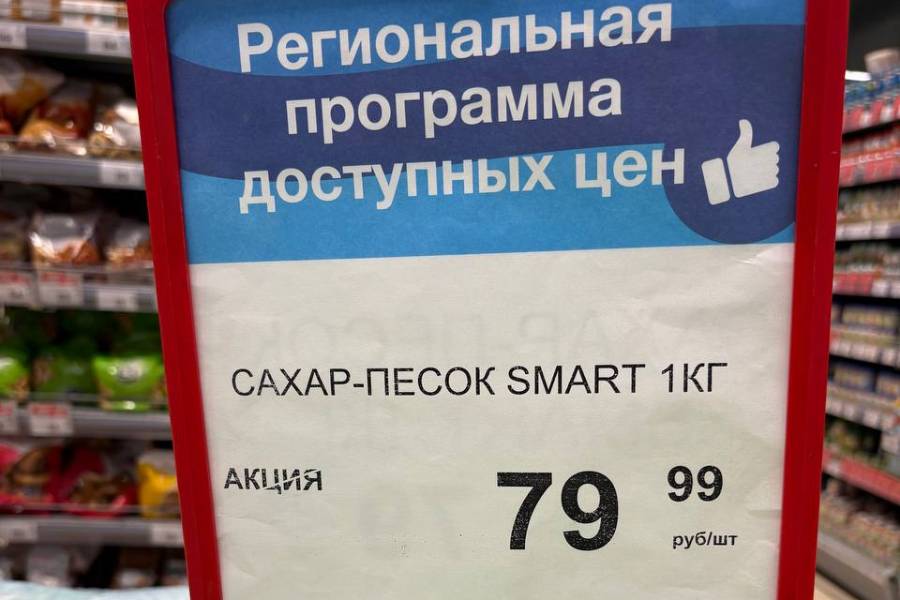 Региональная
программа
доступных цен
САХАР-ПЕСОК SMART 1КГ
АКЦИЯ
79 99
руб/шт